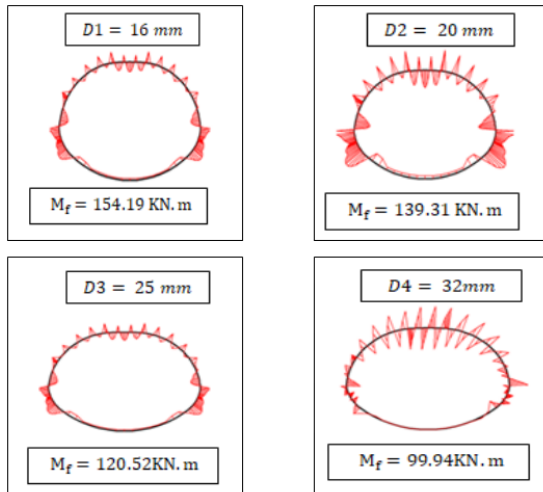 D1 = 16 mm
D2 = 20 mm
M_f = 154.19 KN.m
M_f = 139.31 KN.m
D3 = 25 mm
D4 = 32mm
M_f = 120.52KN.m
M_f = 99.94KN.m